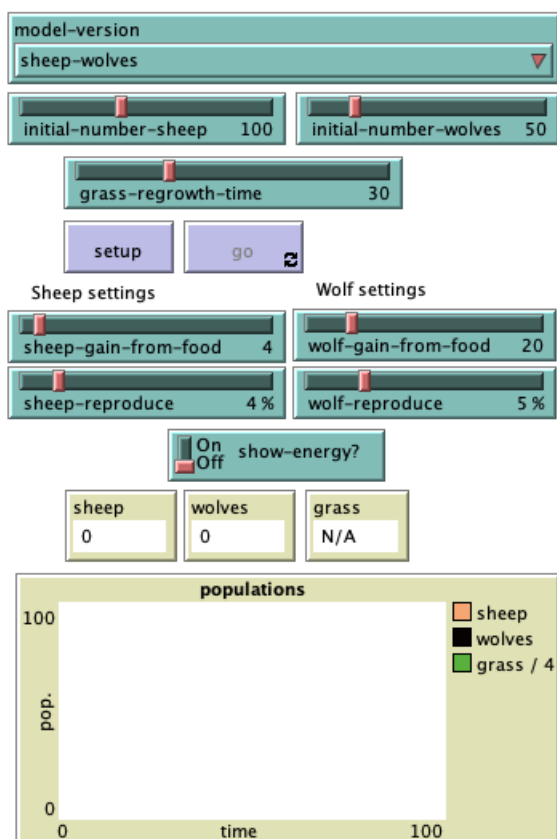 model-version
sheep-wolves
initial-number-sheep 100
initial-number-wolves 50
grass-regrowth-time 30
setup
go
Sheep settings
Wolf settings
sheep-gain-from-food 4
wolf-gain-from-food 20
sheep-reproduce 4 %
wolf-reproduce 5 %
On
Off
show-energy?
sheep
0
wolves
0
grass
N/A
populations
100
pop.
0
0
time
100
sheep
wolves
grass / 4